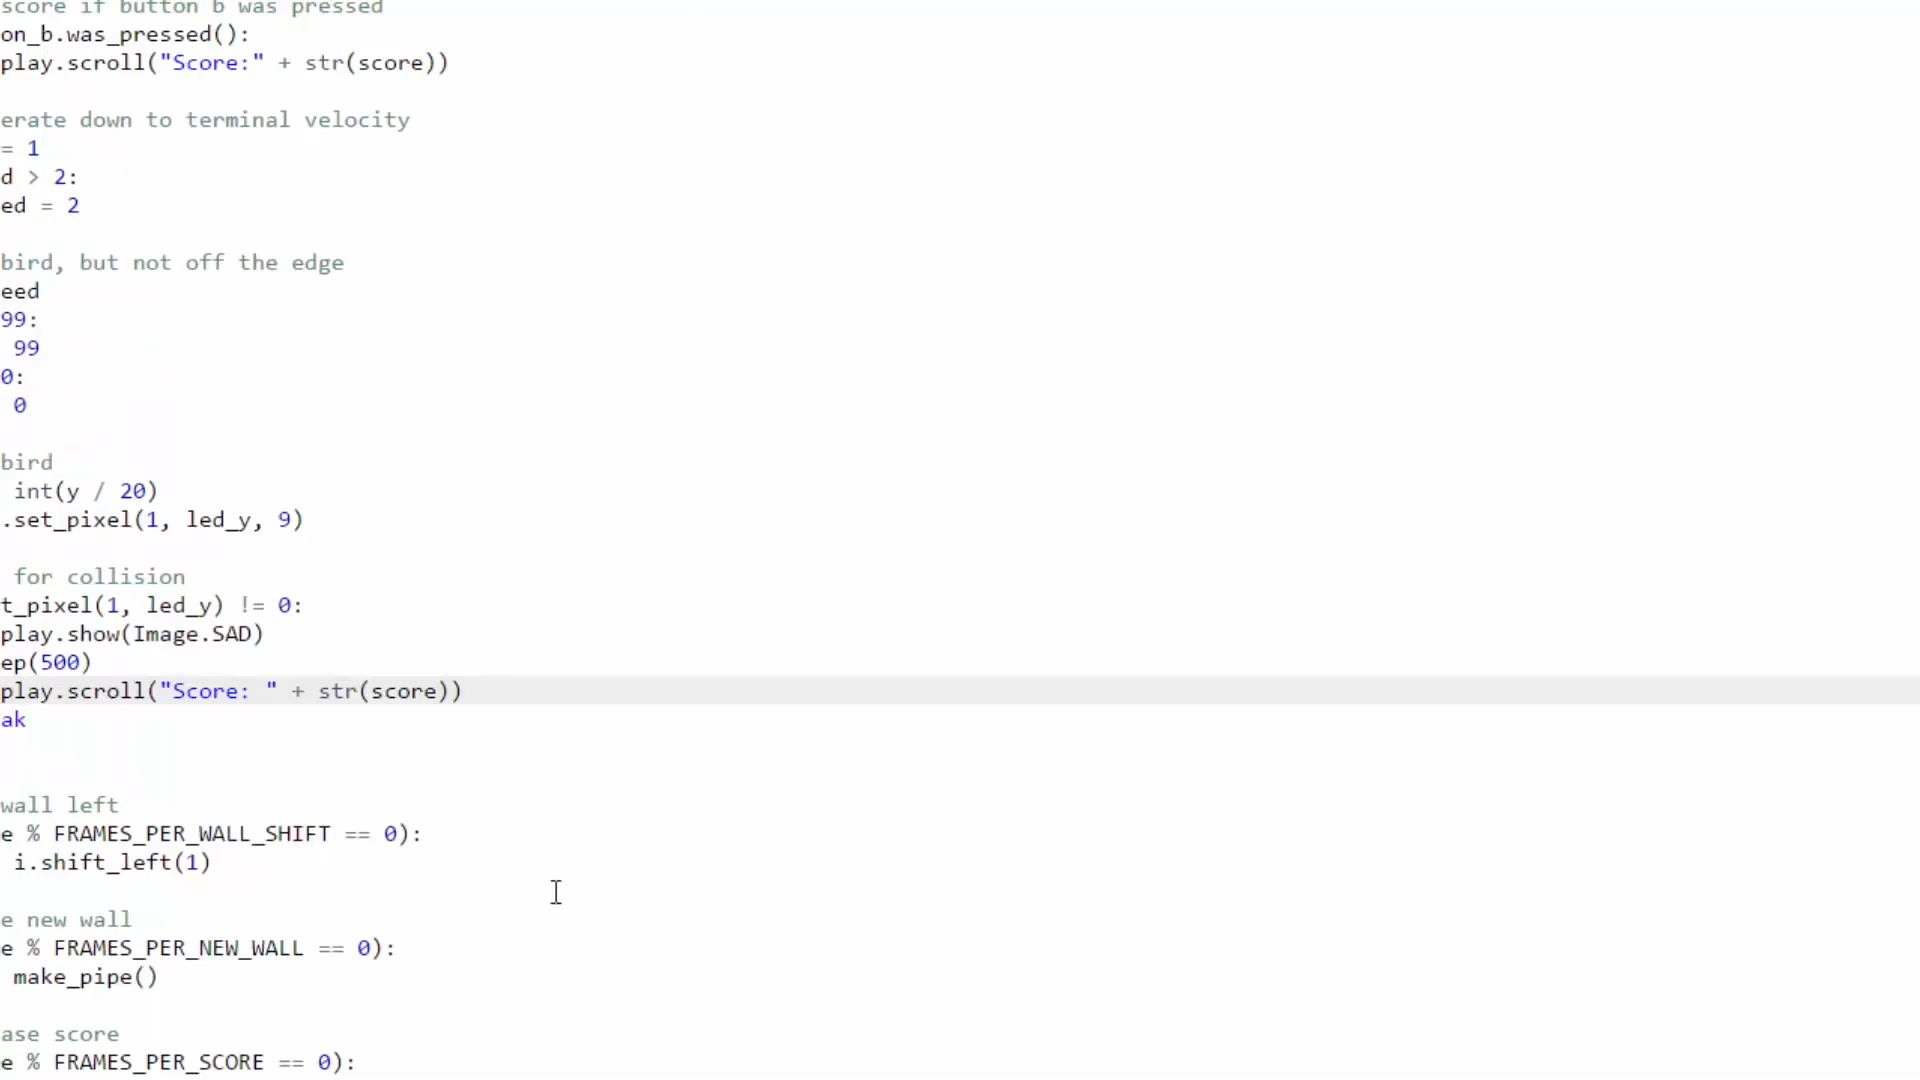 score if button b was pressed
on_b.was_pressed():
play.scroll("Score:" + str(score))
erate down to terminal velocity
= 1
d > 2:
ed = 2
bird, but not off the edge
eed
99:
99
0:
0
bird
int(y / 20)
.set_pixel(1, led_y, 9)
for collision
t_pixel(1, led_y) != 0:
play.show(Image.SAD)
ep(500)
play.scroll("Score: " + str(score))
ak
wall left
e % FRAMES_PER_WALL_SHIFT == 0):
i.shift_left(1)
e new wall
e % FRAMES_PER_NEW_WALL == 0):
make_pipe()
ase score
e % FRAMES_PER_SCORE == 0):